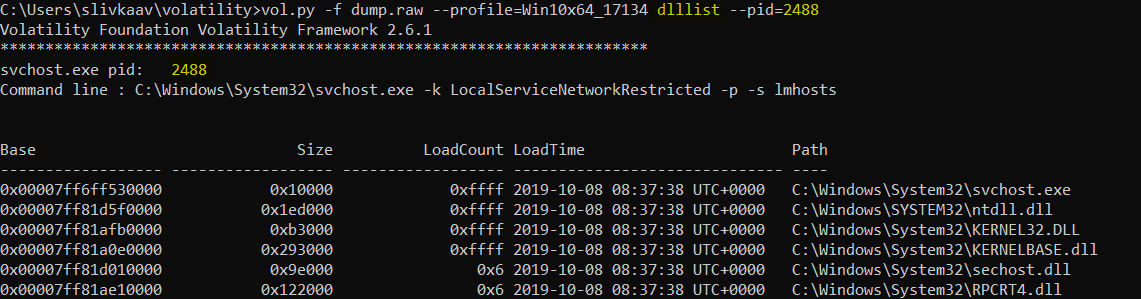 C:\Users\slivkaav\volatility>vol.py -f dump.raw --profile=Win10x64_17134 dlllist --pid=2488
Volatility Foundation Volatility Framework 2.6.1
************************************************************************
svchost.exe pid:   2488
Command line : C:\Windows\System32\svchost.exe -k LocalServiceNetworkRestricted -p -s lmhosts
Base                             Size          LoadCount LoadTime                       Path
------------------ ------------------ ------------------ ------------------------------ ----
0x00007ff6ff530000            0x10000             0xffff 2019-10-08 08:37:38 UTC+0000   C:\Windows\System32\svchost.exe
0x00007ff81d5f0000           0x1ed000             0xffff 2019-10-08 08:37:38 UTC+0000   C:\Windows\SYSTEM32\ntdll.dll
0x00007ff81afb0000            0xb3000             0xffff 2019-10-08 08:37:38 UTC+0000   C:\Windows\System32\KERNEL32.DLL
0x00007ff81a0e0000           0x293000             0xffff 2019-10-08 08:37:38 UTC+0000   C:\Windows\System32\KERNELBASE.dll
0x00007ff81d010000            0x9e000                0x6 2019-10-08 08:37:38 UTC+0000   C:\Windows\System32\sechost.dll
0x00007ff81ae10000           0x122000                0x6 2019-10-08 08:37:38 UTC+0000   C:\Windows\System32\RPCRT4.dll